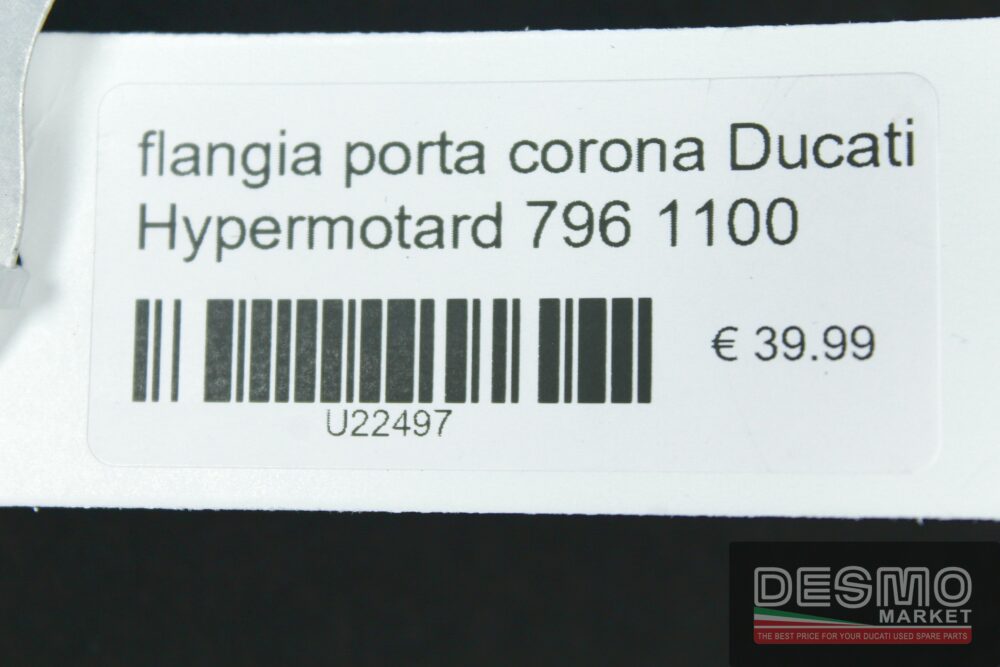 flangia porta corona Ducati
Hypermotard 796 1100
€ 39.99
U22497
DESMO
MARKET
THE BEST PRICE FOR YOUR DUCATI USED SPARE PARTS